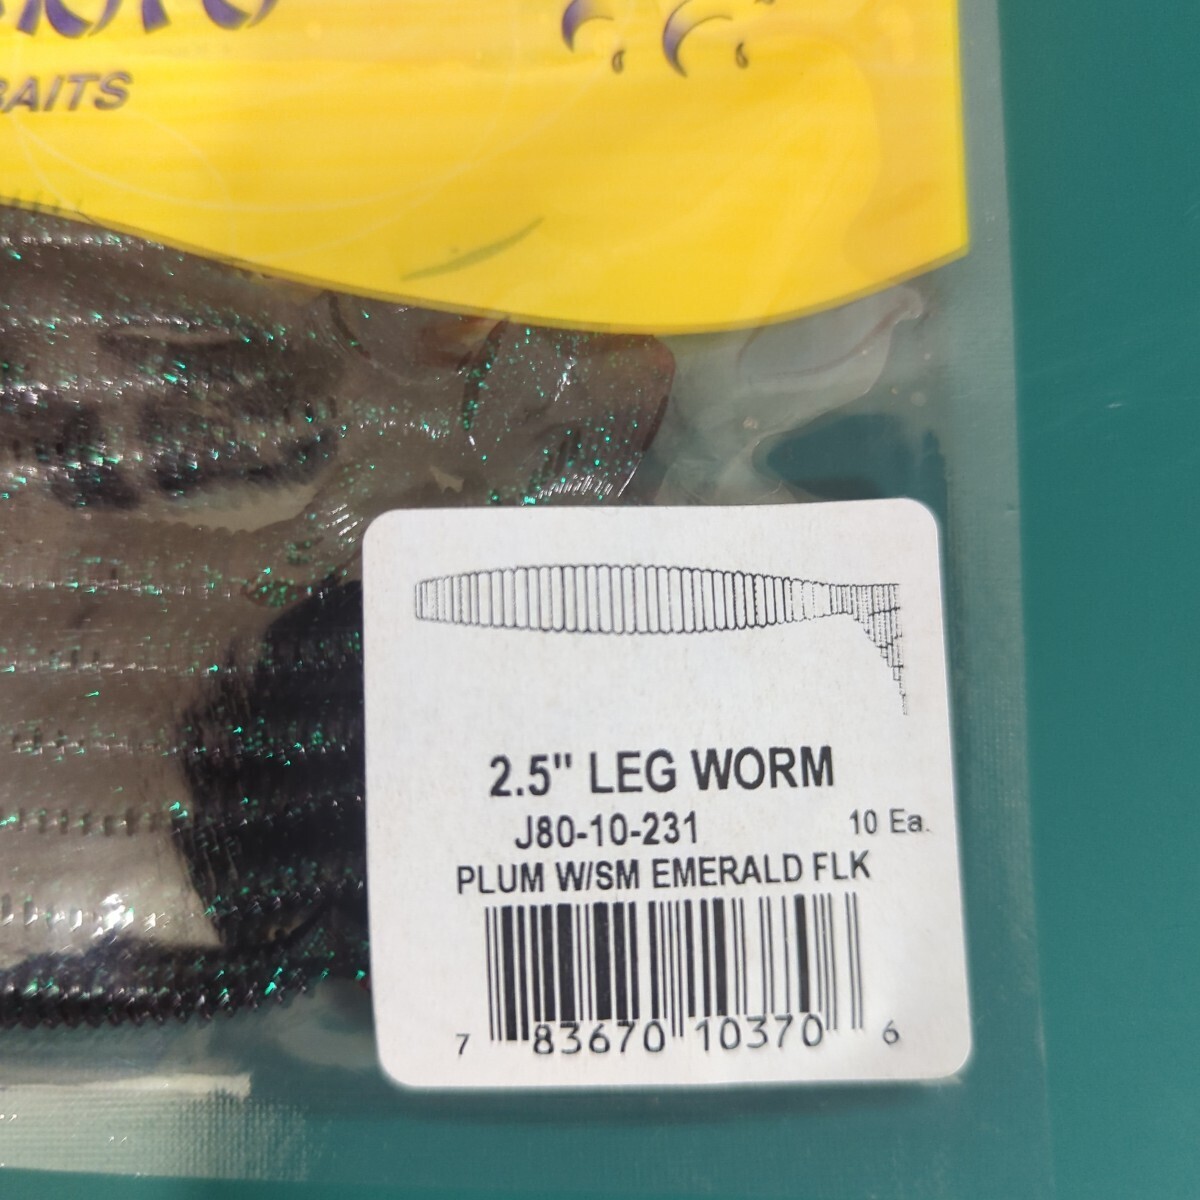 BAITS
2.5" LEG WORM
J80-10-231
10 Ea.
PLUM W/SM EMERALD FLK
7 83670 10370 6